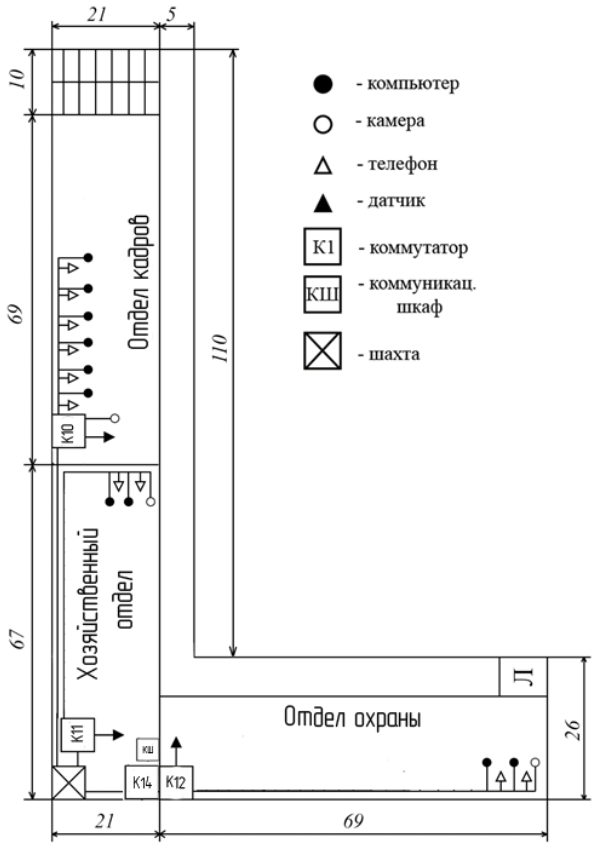 21
5
10
- компьютер
- камера
- телефон
- датчик
К1
- коммутатор
КШ
- коммуникац.
шкаф
- шахта
Отдел кадров
69
110
К10
Хозяйственный
отдел
67
К11
КШ
К14
К12
Л
Отдел охраны
26
21
69